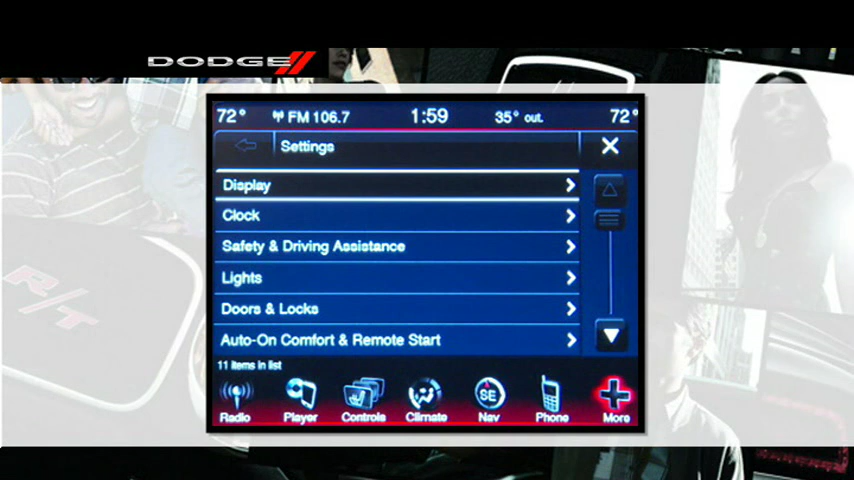 DODGE
72° FM 106.7 1:59 35° out. 72°
Settings
Display
Clock
Safety & Driving Assistance
Lights
Doors & Locks
Auto-On Comfort & Remote Start
11 items in list
SE
Radio Player Controls Climate Nav Phone More
R/T